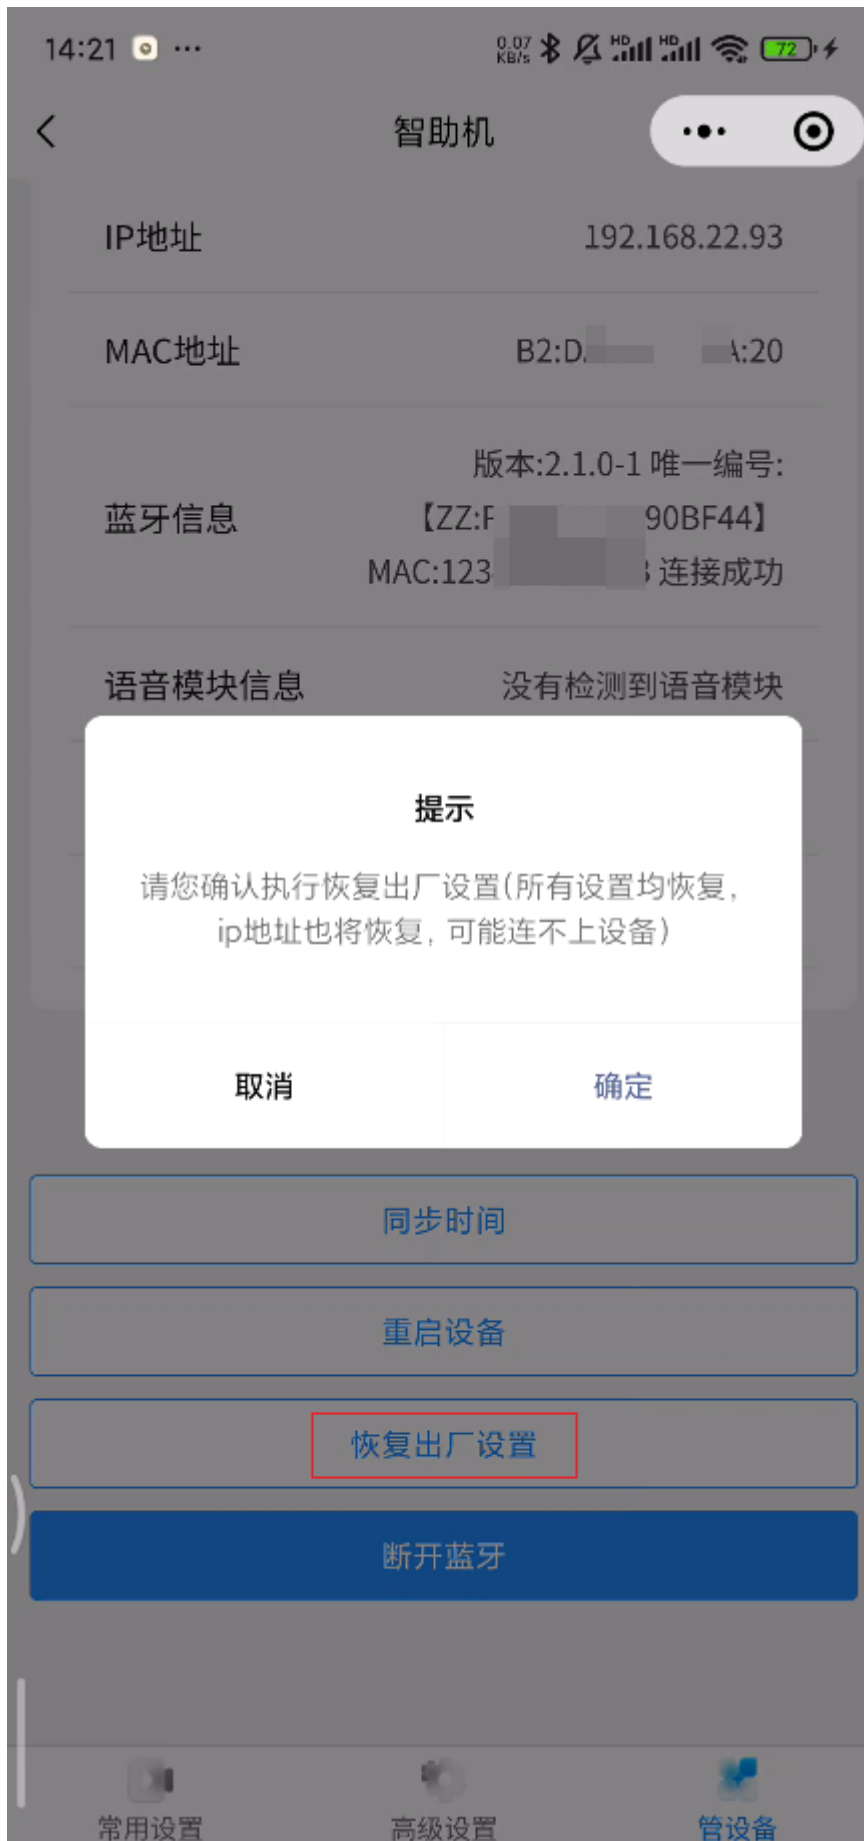 14:21
0.07
KB/s
HD
HD
72
智助机
IP地址
192.168.22.93
MAC地址
B2:D
A:20
蓝牙信息
版本:2.1.0-1 唯一编号:
【ZZ:F 90BF44】
MAC:123 连接成功
语音模块信息
没有检测到语音模块
提示
请您确认执行恢复出厂设置(所有设置均恢复,
ip地址也将恢复, 可能连不上设备)
取消
确定
同步时间
重启设备
恢复出厂设置
断开蓝牙
常用设置
高级设置
管设备